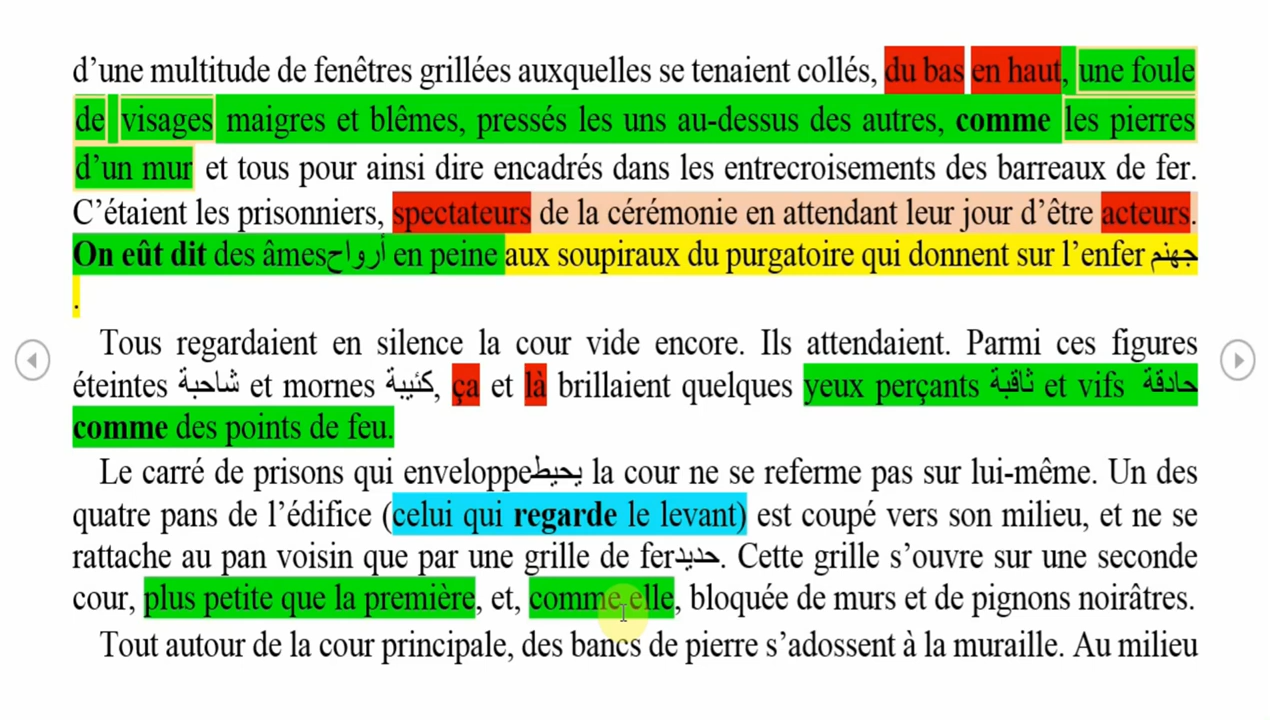 d’une multitude de fenêtres grillées auxquelles se tenaient collés, du bas en haut, une foule
de visages maigres et blêmes, pressés les uns au-dessus des autres, comme les pierres
d’un mur et tous pour ainsi dire encadrés dans les entrecroisements des barreaux de fer.
C’étaient les prisonniers, spectateurs de la cérémonie en attendant leur jour d’être acteurs.
On eût dit des âmesأرواح en peine aux soupiraux du purgatoire qui donnent sur l’enfer جهنم
.
Tous regardaient en silence la cour vide encore. Ils attendaient. Parmi ces figures
éteintes شاحبة et mornes كئيبة, ça et là brillaient quelques yeux perçants ثاقبة et vifs حادقة
comme des points de feu.
Le carré de prisons qui enveloppeيحيط la cour ne se referme pas sur lui-même. Un des
quatre pans de l’édifice (celui qui regarde le levant) est coupé vers son milieu, et ne se
rattache au pan voisin que par une grille de ferحديد. Cette grille s’ouvre sur une seconde
cour, plus petite que la première, et, comme elle, bloquée de murs et de pignons noirâtres.
Tout autour de la cour principale, des bancs de pierre s’adossent à la muraille. Au milieu